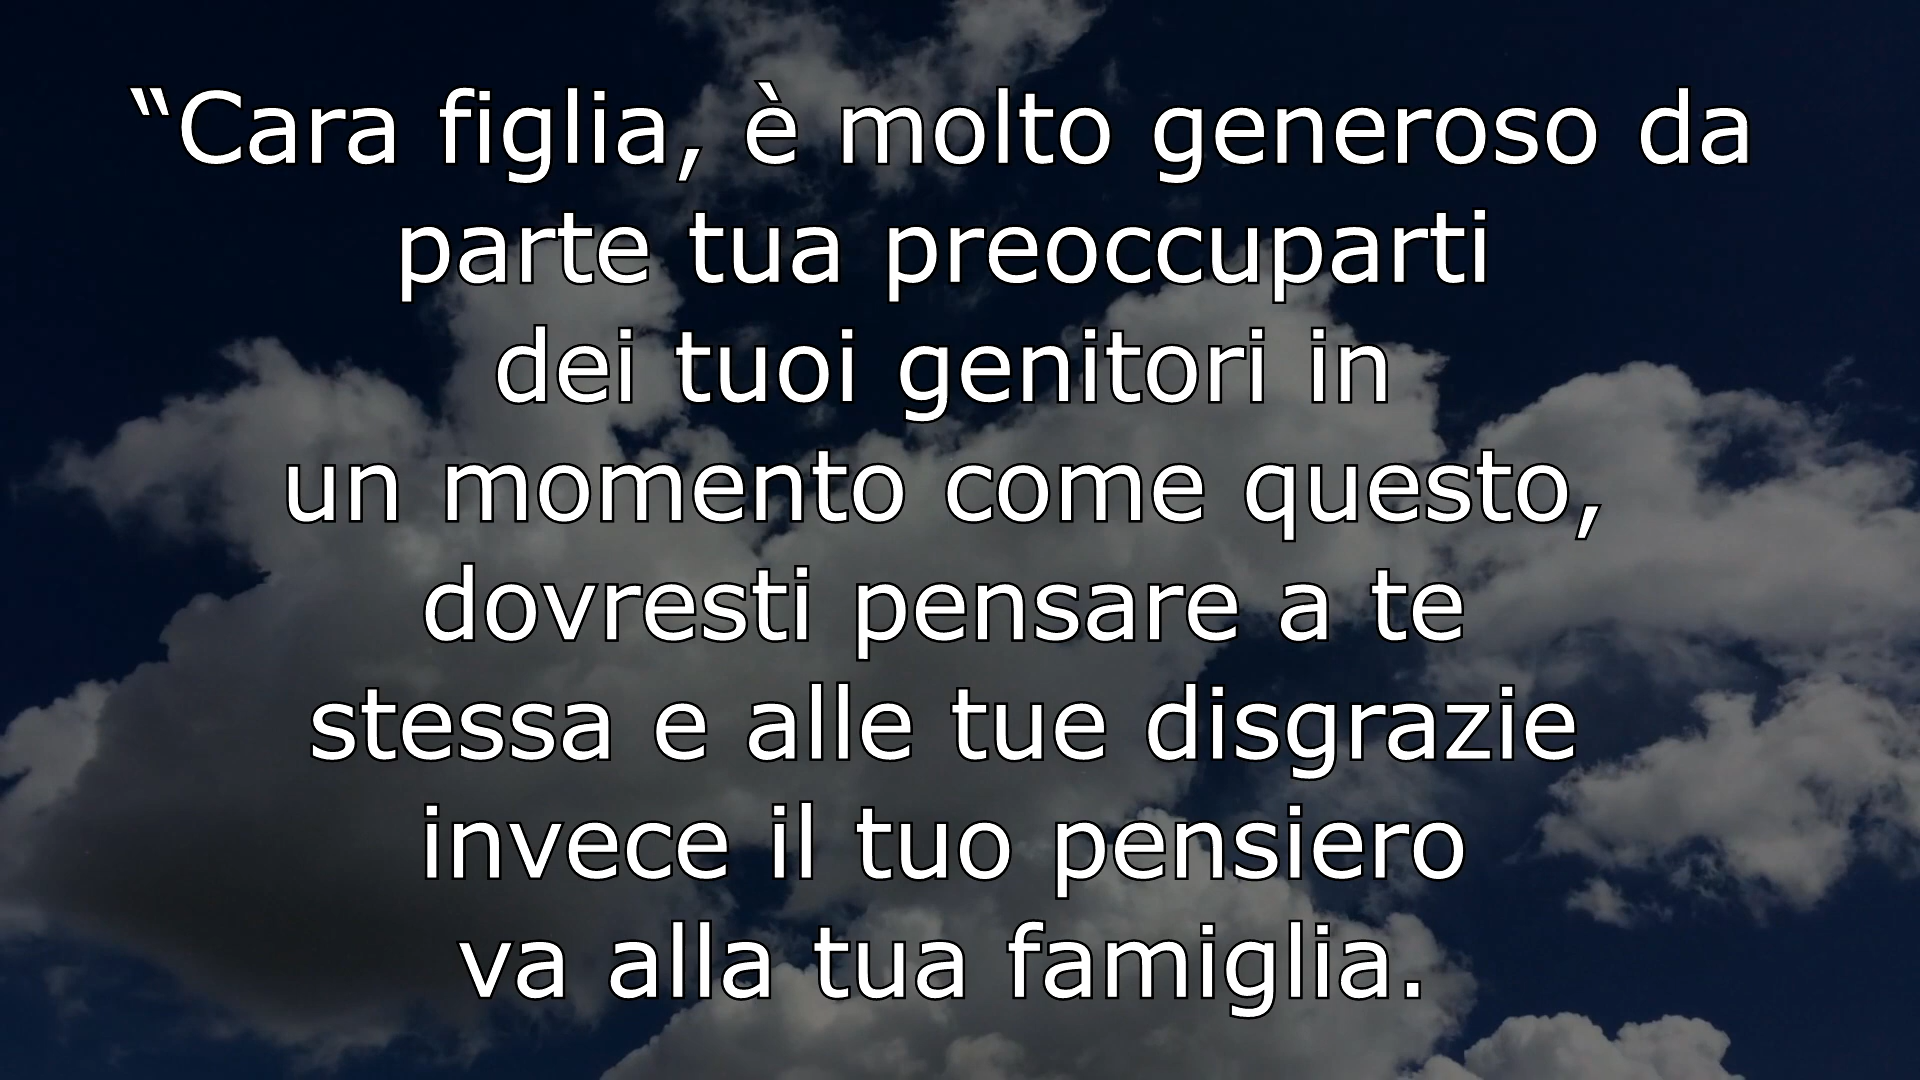 “Cara figlia, è molto generoso da
parte tua preoccuparti
dei tuoi genitori in
un momento come questo,
dovresti pensare a te
stessa e alle tue disgrazie
invece il tuo pensiero
va alla tua famiglia.